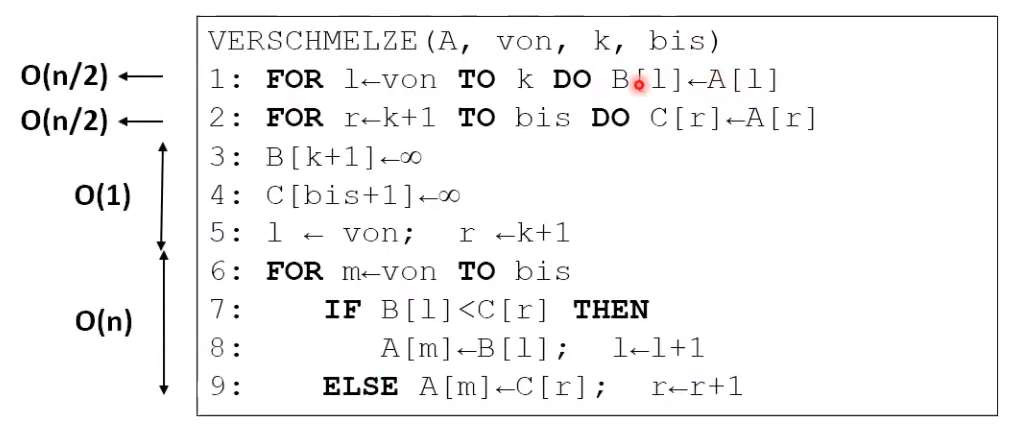 VERSCHMELZE(A, von, k, bis)
O(n/2) ← 1: FOR l←von TO k DO B[l]←A[l]
O(n/2) ← 2: FOR r←k+1 TO bis DO C[r]←A[r]
3: B[k+1]←∞
O(1) 4: C[bis+1]←∞
5: l ← von; r ←k+1
6: FOR m←von TO bis
O(n) 7: IF B[l]<C[r] THEN
8: A[m]←B[l]; l←l+1
9: ELSE A[m]←C[r]; r←r+1